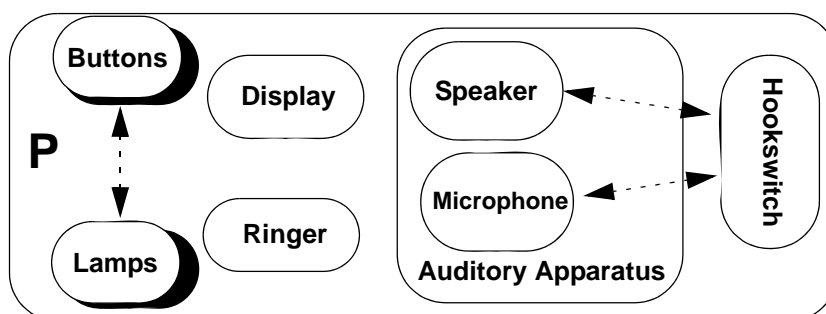 Buttons
Display
Speaker
Hookswitch
P
Microphone
Ringer
Lamps
Auditory Apparatus